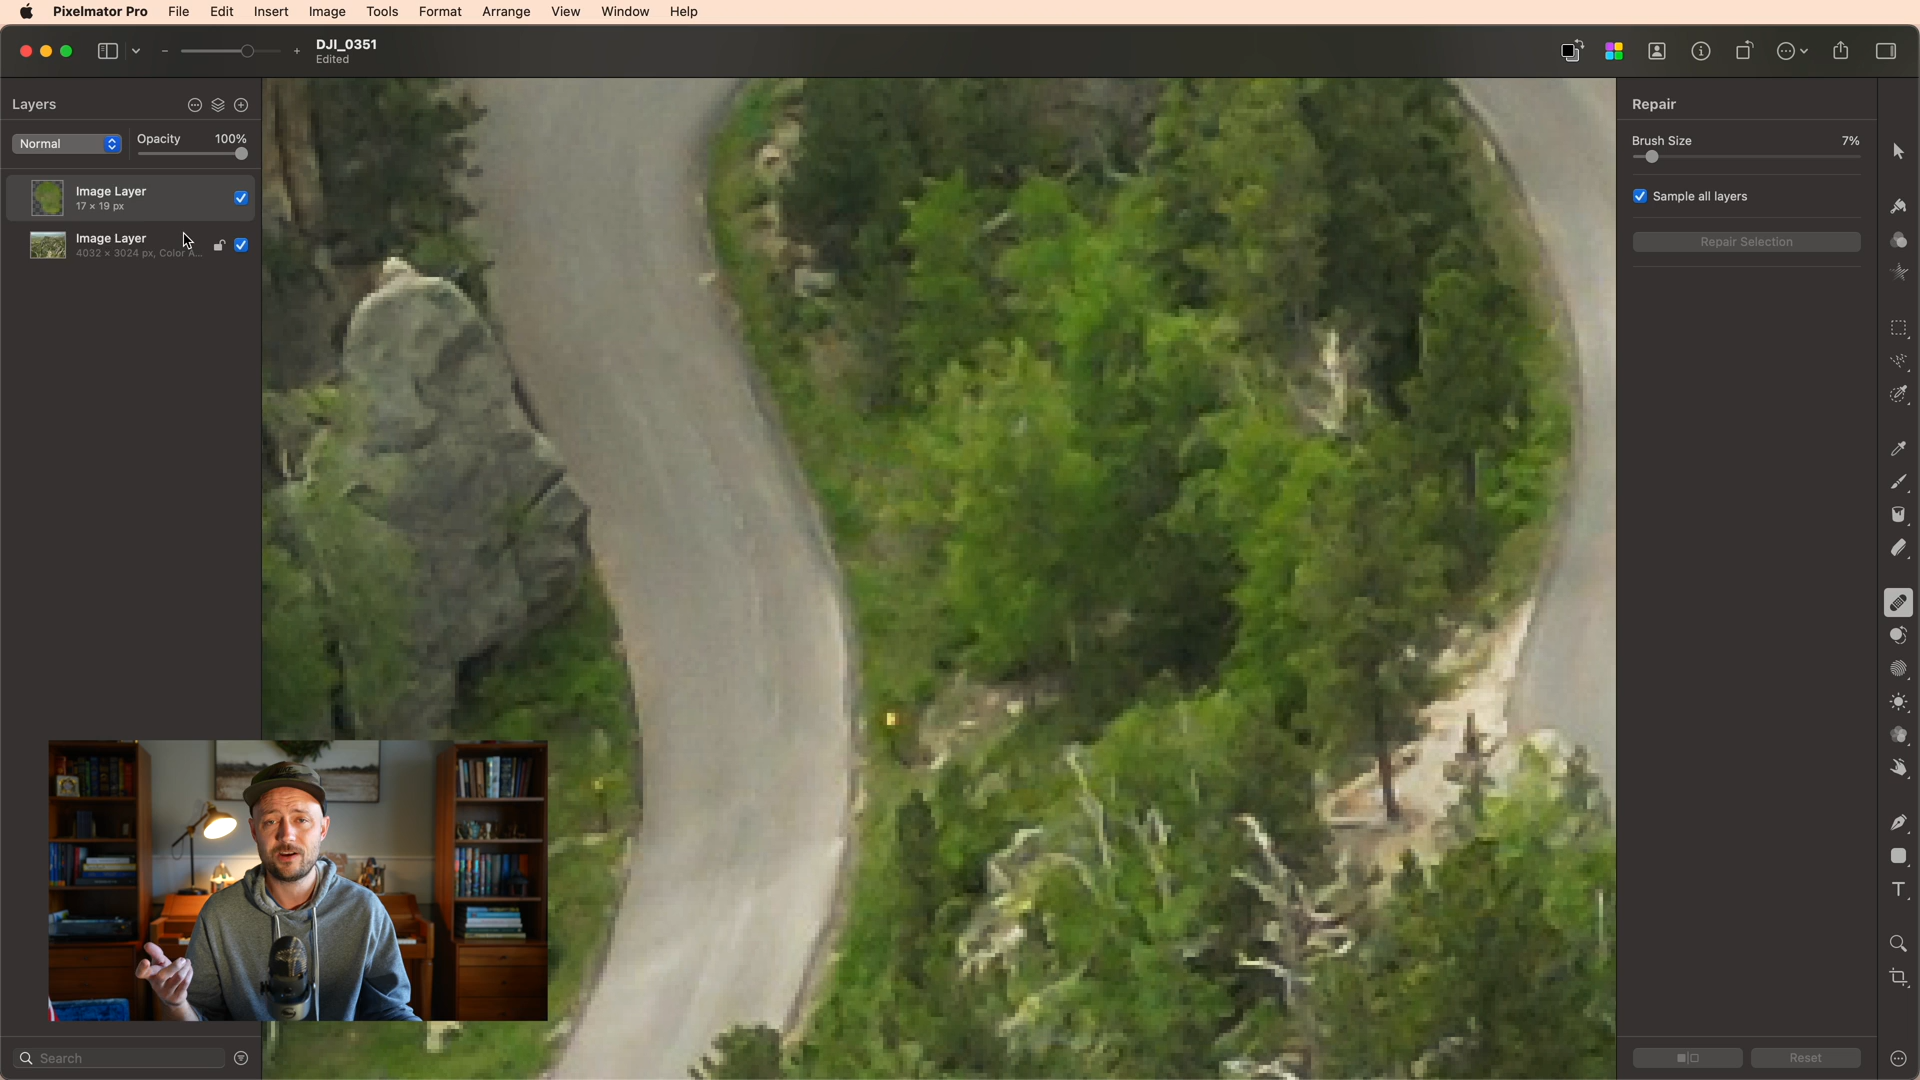 Pixelmator Pro File Edit Insert Image Tools Format Arrange View Window Help
DJI_0351
Edited
Layers
Normal
Opacity 100%
Image Layer
17 × 19 px
Image Layer
4032 × 3024 px, Color A...
Search
Repair
Brush Size 7%
Sample all layers
Repair Selection
Reset